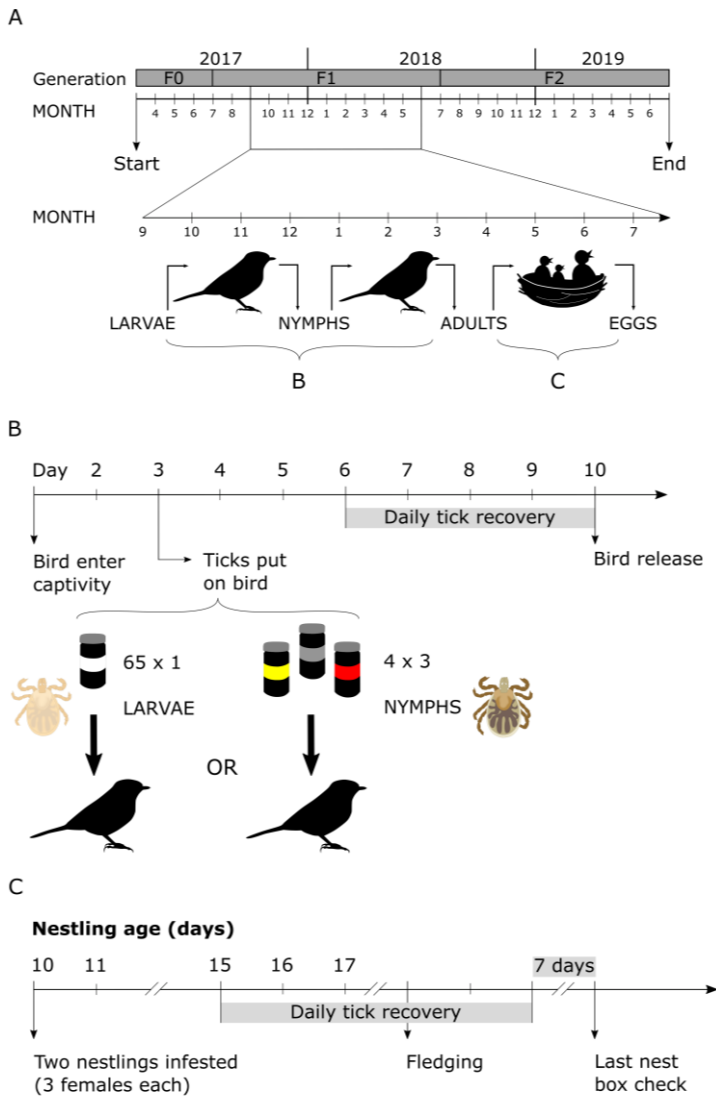 A
2017 2018 2019
Generation F0 F1 F2
MONTH 4 5 6 7 8 10 11 12 1 2 3 4 5 7 8 9 10 11 12 1 2 3 4 5 6
Start End
MONTH
9 10 11 12 1 2 3 4 5 6 7
LARVAE NYMPHS ADULTS EGGS
B C
B
Day 2 3 4 5 6 7 8 9 10
Daily tick recovery
Bird enter
captivity
Ticks put
on bird
Bird release
65 x 1
LARVAE
4 x 3
NYMPHS
OR
C
Nestling age (days)
10 11 15 16 17 7 days
Daily tick recovery
Two nestlings infested
(3 females each)
Fledging
Last nest
box check